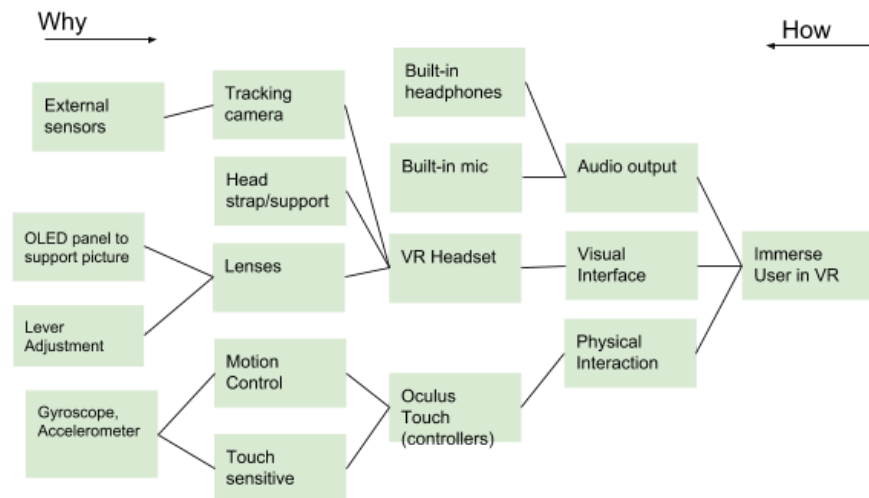 Why
How
Built-in
headphones
External
sensors
Tracking
camera
Head
strap/support
Built-in mic
Audio output
OLED panel to
support picture
Lenses
VR Headset
Visual
Interface
Immerse
User in VR
Lever
Adjustment
Motion
Control
Physical
Interaction
Gyroscope,
Accelerometer
Oculus
Touch
(controllers)
Touch
sensitive